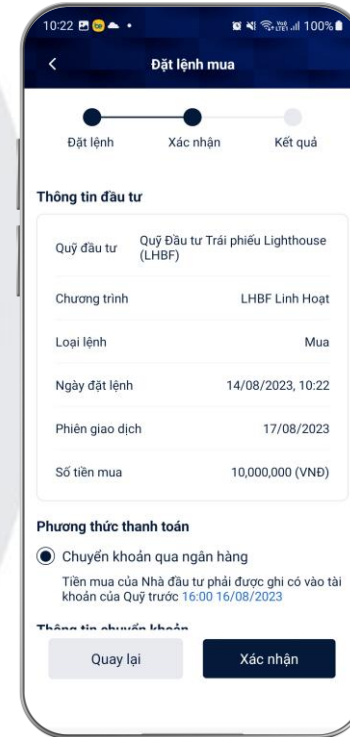 10:22
100%
Đặt lệnh mua
Đặt lệnh
Xác nhận
Kết quả
Thông tin đầu tư
Quỹ đầu tư
Quỹ Đầu tư Trái phiếu Lighthouse
(LHBF)
Chương trình
LHBF Linh Hoạt
Loại lệnh
Mua
Ngày đặt lệnh
14/08/2023, 10:22
Phiên giao dịch
17/08/2023
Số tiền mua
10,000,000 (VNĐ)
Phương thức thanh toán
Chuyển khoản qua ngân hàng
Tiền mua của Nhà đầu tư phải được ghi có vào tài
khoản của Quỹ trước 16:00 16/08/2023
Thông tin chuyển khoản
Quay lại
Xác nhận